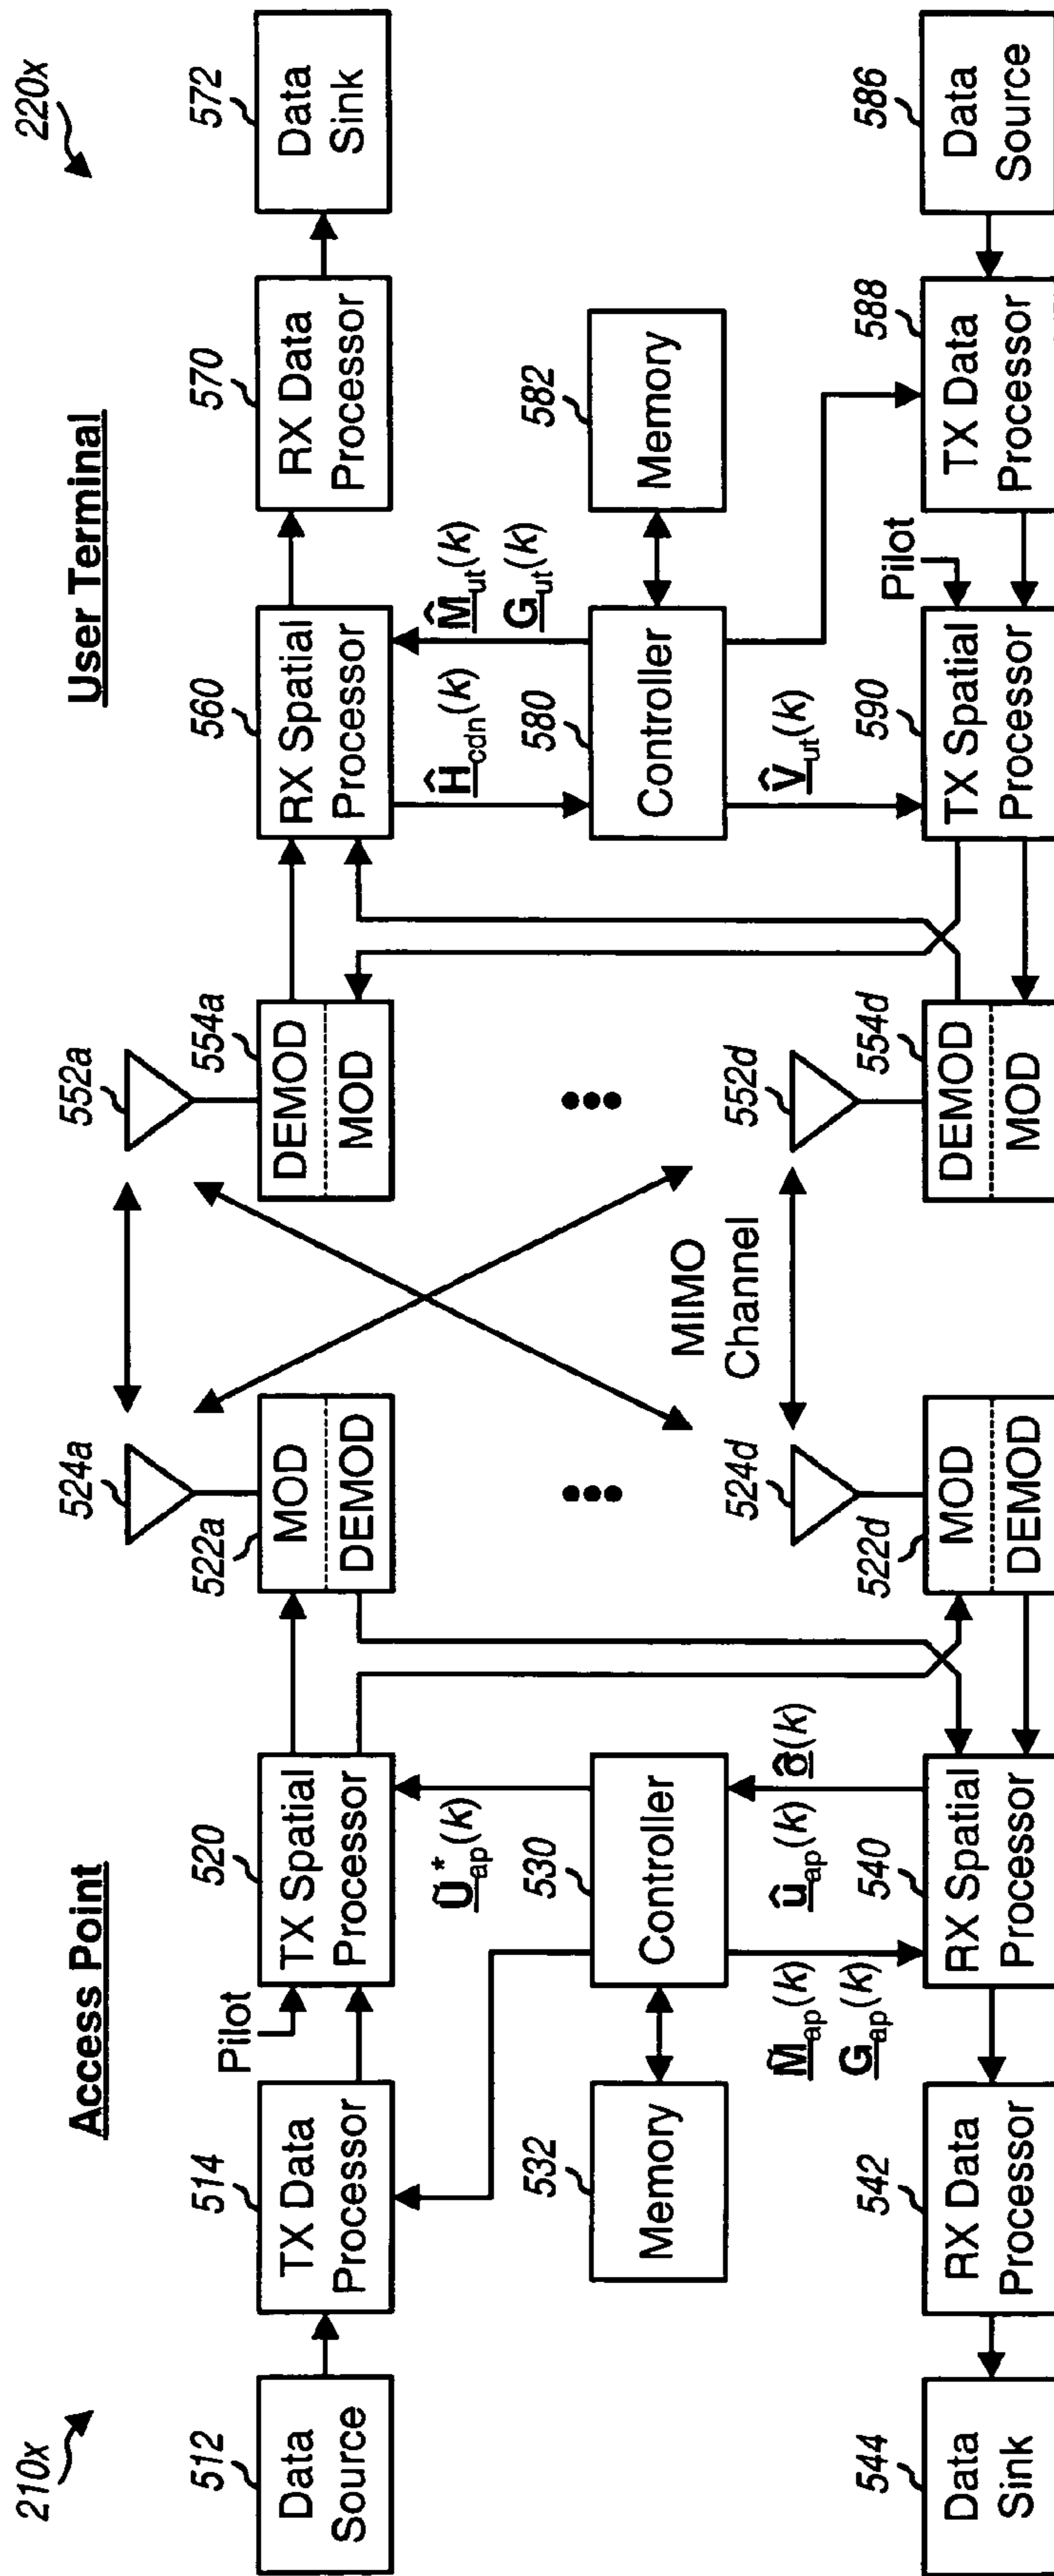 210x
Access Point
User Terminal
220x
512
Data
Source
514
TX Data
Processor
Pilot
520
TX Spatial
Processor
524a
522a
MOD
DEMOD
552a
554a
DEMOD
MOD
560
RX Spatial
Processor
570
RX Data
Processor
572
Data
Sink
Ũ*ap(k)
532
Memory
530
Controller
M̃ap(k)
Gap(k)
ûap(k)
σ̂(k)
MIMO
Channel
Ĥcdn(k)
M̂ut(k)
Gut(k)
580
Controller
582
Memory
V̂ut(k)
544
Data
Sink
542
RX Data
Processor
540
RX Spatial
Processor
524d
522d
MOD
DEMOD
552d
554d
DEMOD
MOD
590
TX Spatial
Processor
Pilot
588
TX Data
Processor
586
Data
Source